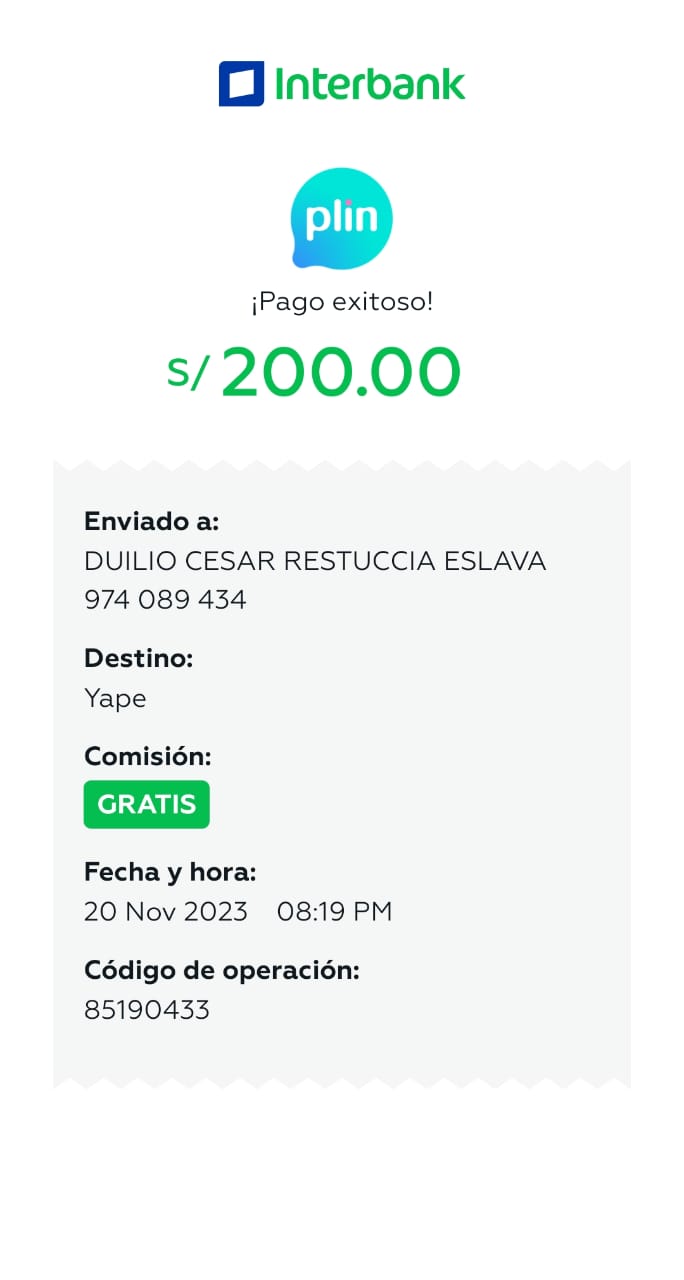 Interbank
plin
¡Pago exitoso!
S/ 200.00
Enviado a:
DUILIO CESAR RESTUCCIA ESLAVA
974 089 434
Destino:
Yape
Comisión:
GRATIS
Fecha y hora:
20 Nov 2023 08:19 PM
Código de operación:
85190433